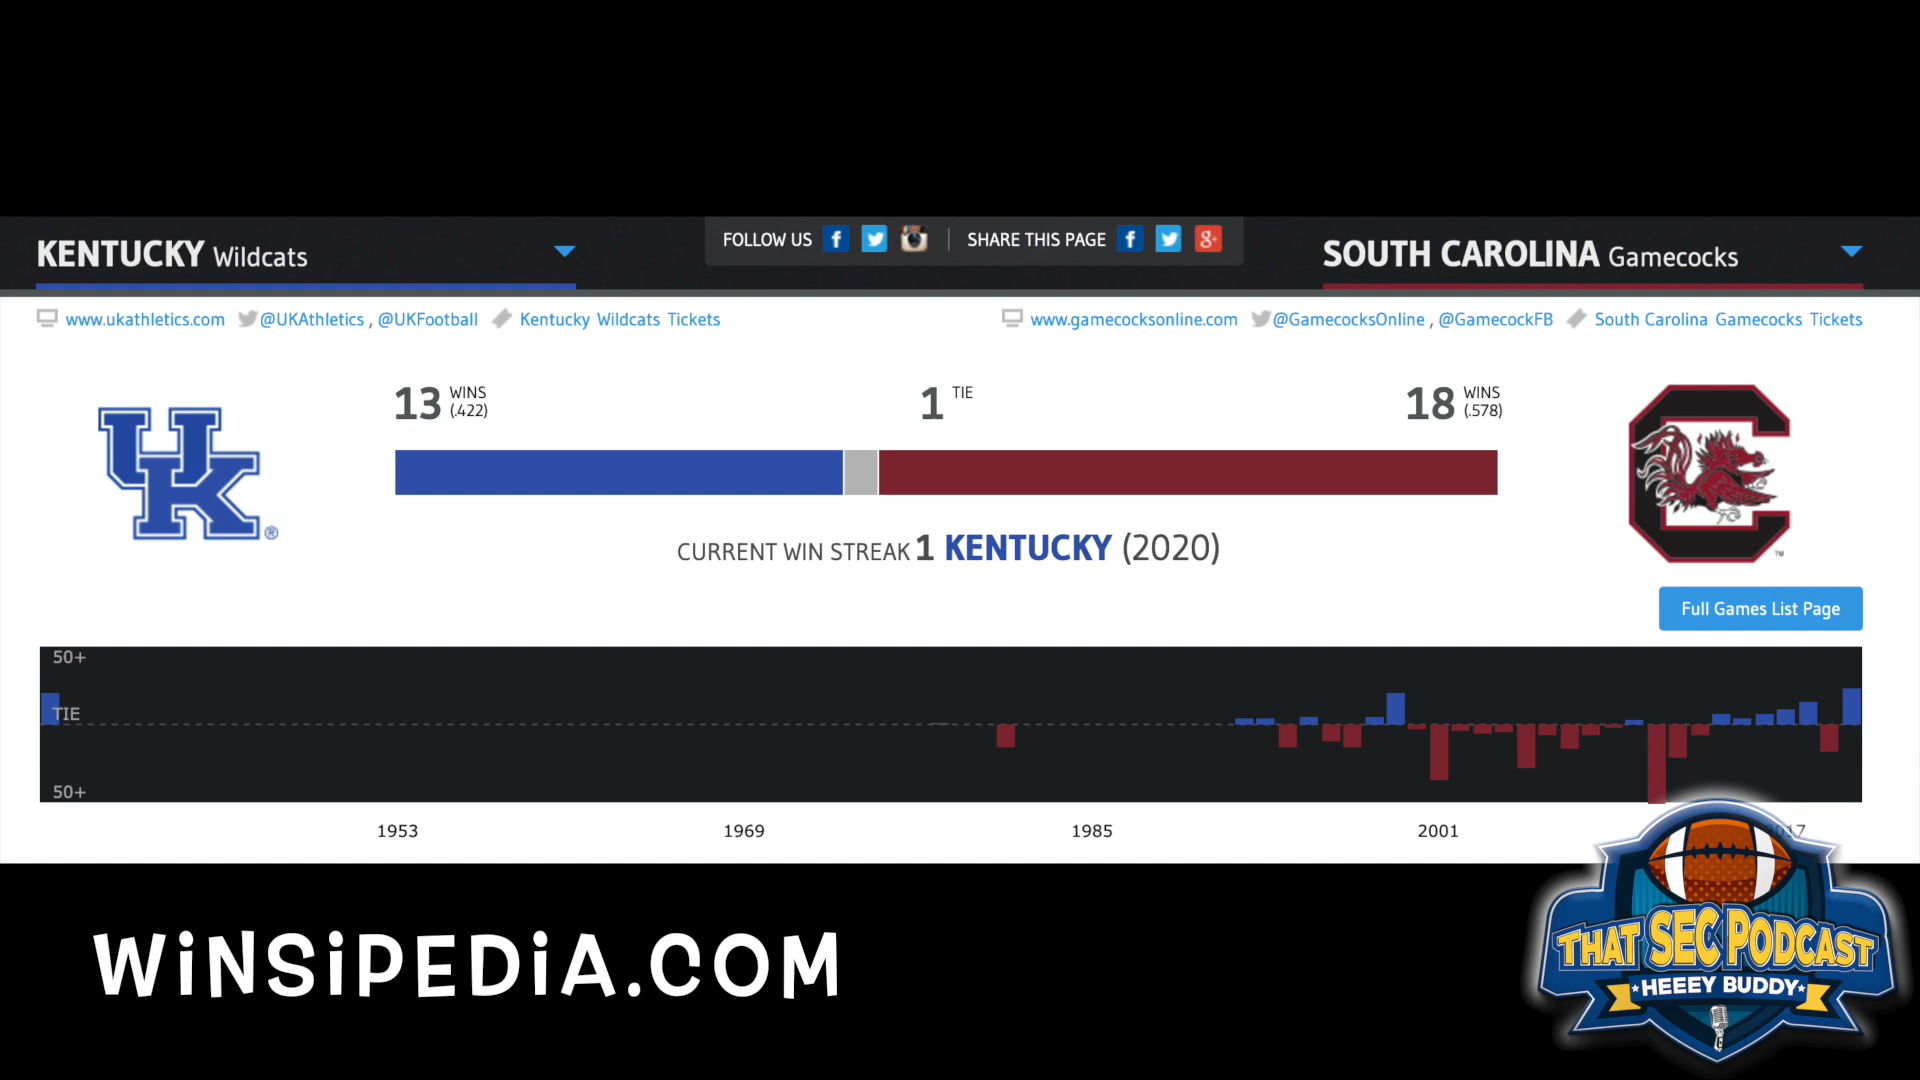 KENTUCKY Wildcats
FOLLOW US
SHARE THIS PAGE
SOUTH CAROLINA Gamecocks
www.ukathletics.com @UKAthletics , @UKFootball Kentucky Wildcats Tickets
www.gamecocksonline.com @GamecocksOnline , @GamecockFB South Carolina Gamecocks Tickets
13 WINS (.422)
1 TIE
18 WINS (.578)
UK ®
C ™
CURRENT WIN STREAK 1 KENTUCKY (2020)
Full Games List Page
50+
TIE
50+
1953 1969 1985 2001
WiNSiPEDiA.COM
THAT SEC PODCAST
HEEEY BUDDY